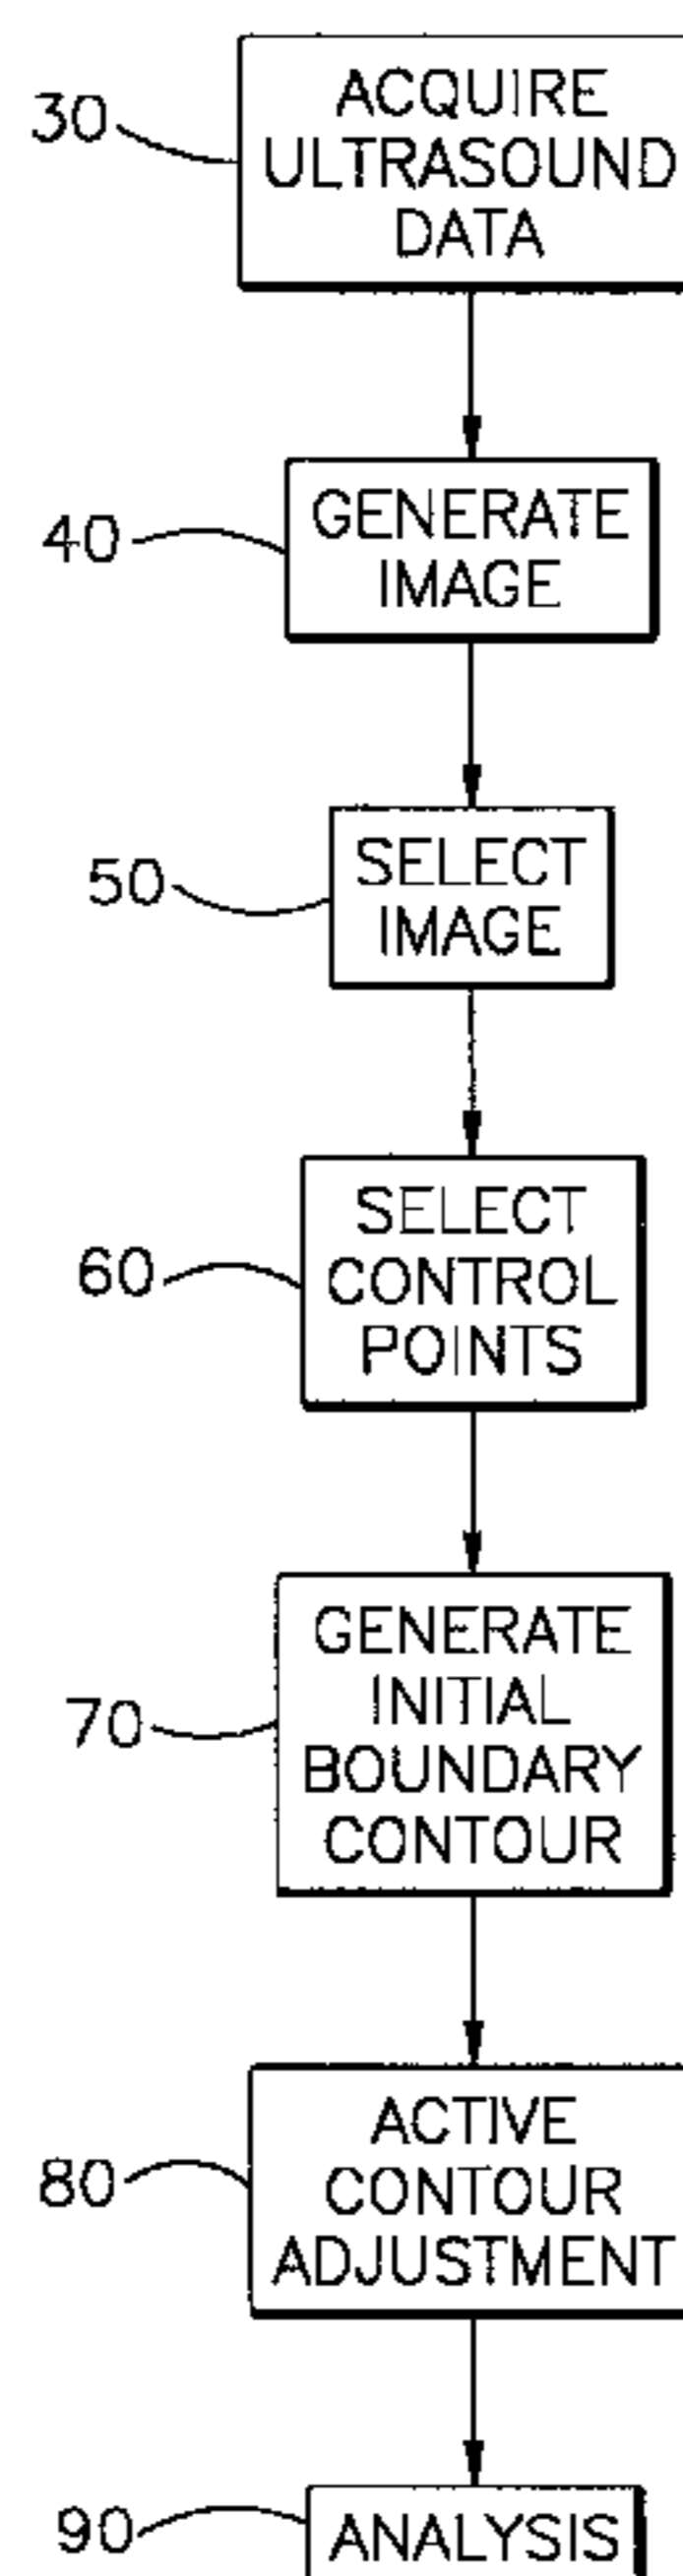 30
ACQUIRE
ULTRASOUND
DATA
40
GENERATE
IMAGE
50
SELECT
IMAGE
60
SELECT
CONTROL
POINTS
70
GENERATE
INITIAL
BOUNDARY
CONTOUR
80
ACTIVE
CONTOUR
ADJUSTMENT
90
ANALYSIS